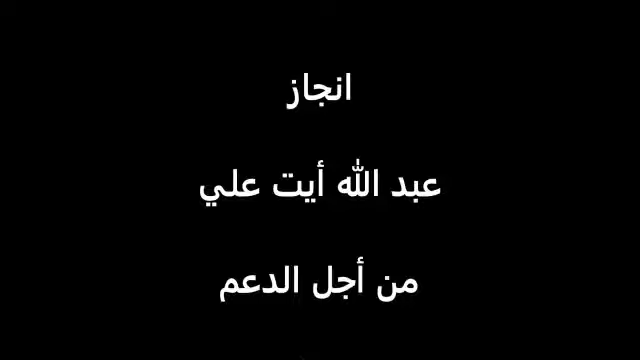 انجاز
عبد الله أيت علي
من أجل الدعم